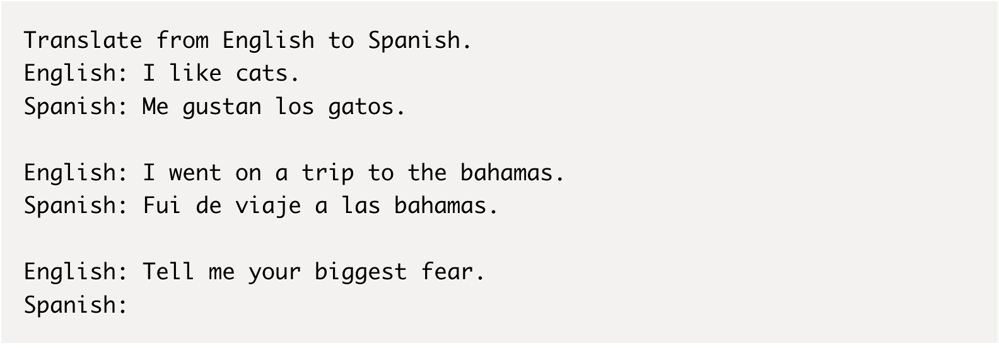 Translate from English to Spanish.
English: I like cats.
Spanish: Me gustan los gatos.
English: I went on a trip to the bahamas.
Spanish: Fui de viaje a las bahamas.
English: Tell me your biggest fear.
Spanish: